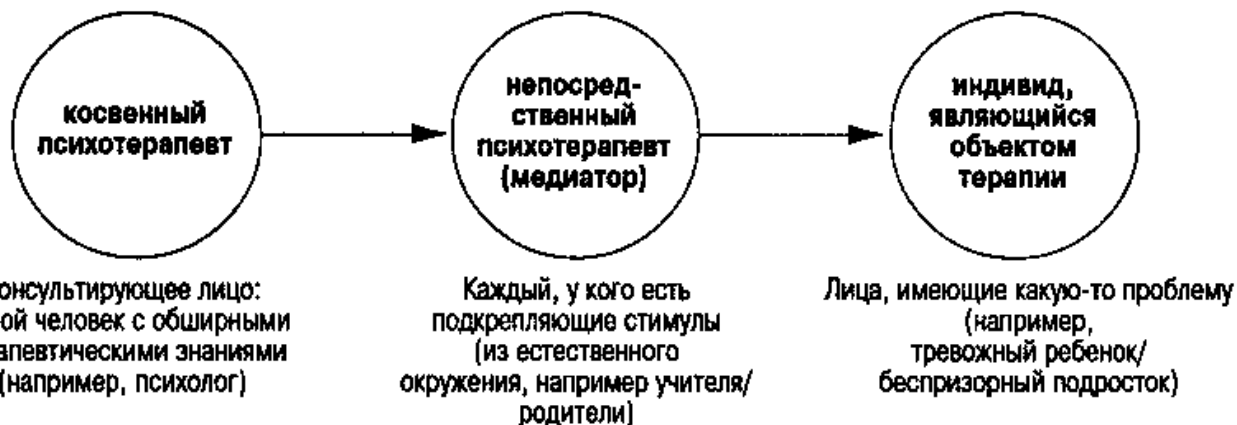 косвенный
психотерапевт
непосред-
ственный
психотерапевт
(медиатор)
индивид,
являющийся
объектом
терапии
онсультирующее лицо:
ой человек с обширными
апевтическими знаниями
(например, психолог)
Каждый, у кого есть
подкрепляющие стимулы
(из естественного
окружения, например учителя/
родители)
Лица, имеющие какую-то проблему
(например,
тревожный ребенок/
беспризорный подросток)